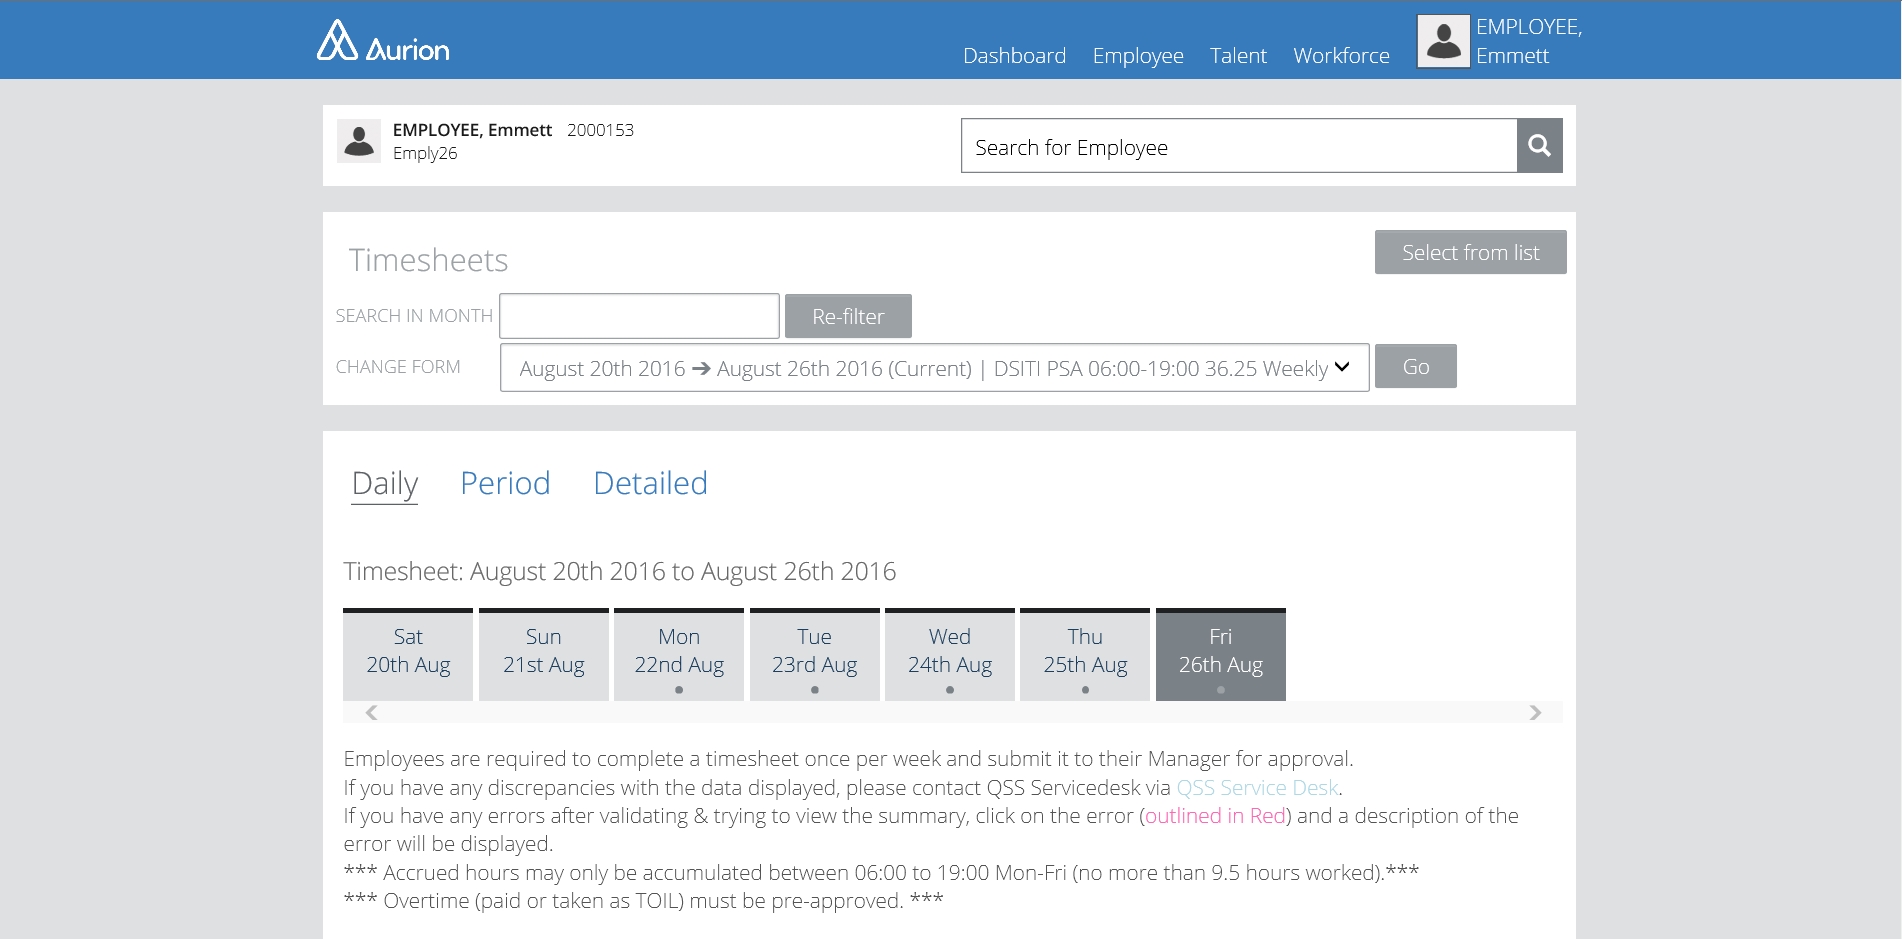 Aurion
Dashboard Employee Talent Workforce EMPLOYEE,
Emmett
EMPLOYEE, Emmett 2000153
Emply26
Search for Employee
Timesheets
Select from list
SEARCH IN MONTH Re-filter
CHANGE FORM August 20th 2016 ➔ August 26th 2016 (Current) | DSITI PSA 06:00-19:00 36.25 Weekly Go
Daily Period Detailed
Timesheet: August 20th 2016 to August 26th 2016
Sat Sun Mon Tue Wed Thu Fri
20th Aug 21st Aug 22nd Aug 23rd Aug 24th Aug 25th Aug 26th Aug
Employees are required to complete a timesheet once per week and submit it to their Manager for approval.
If you have any discrepancies with the data displayed, please contact QSS Servicedesk via QSS Service Desk.
If you have any errors after validating & trying to view the summary, click on the error (outlined in Red) and a description of the
error will be displayed.
*** Accrued hours may only be accumulated between 06:00 to 19:00 Mon-Fri (no more than 9.5 hours worked).***
*** Overtime (paid or taken as TOIL) must be pre-approved. ***